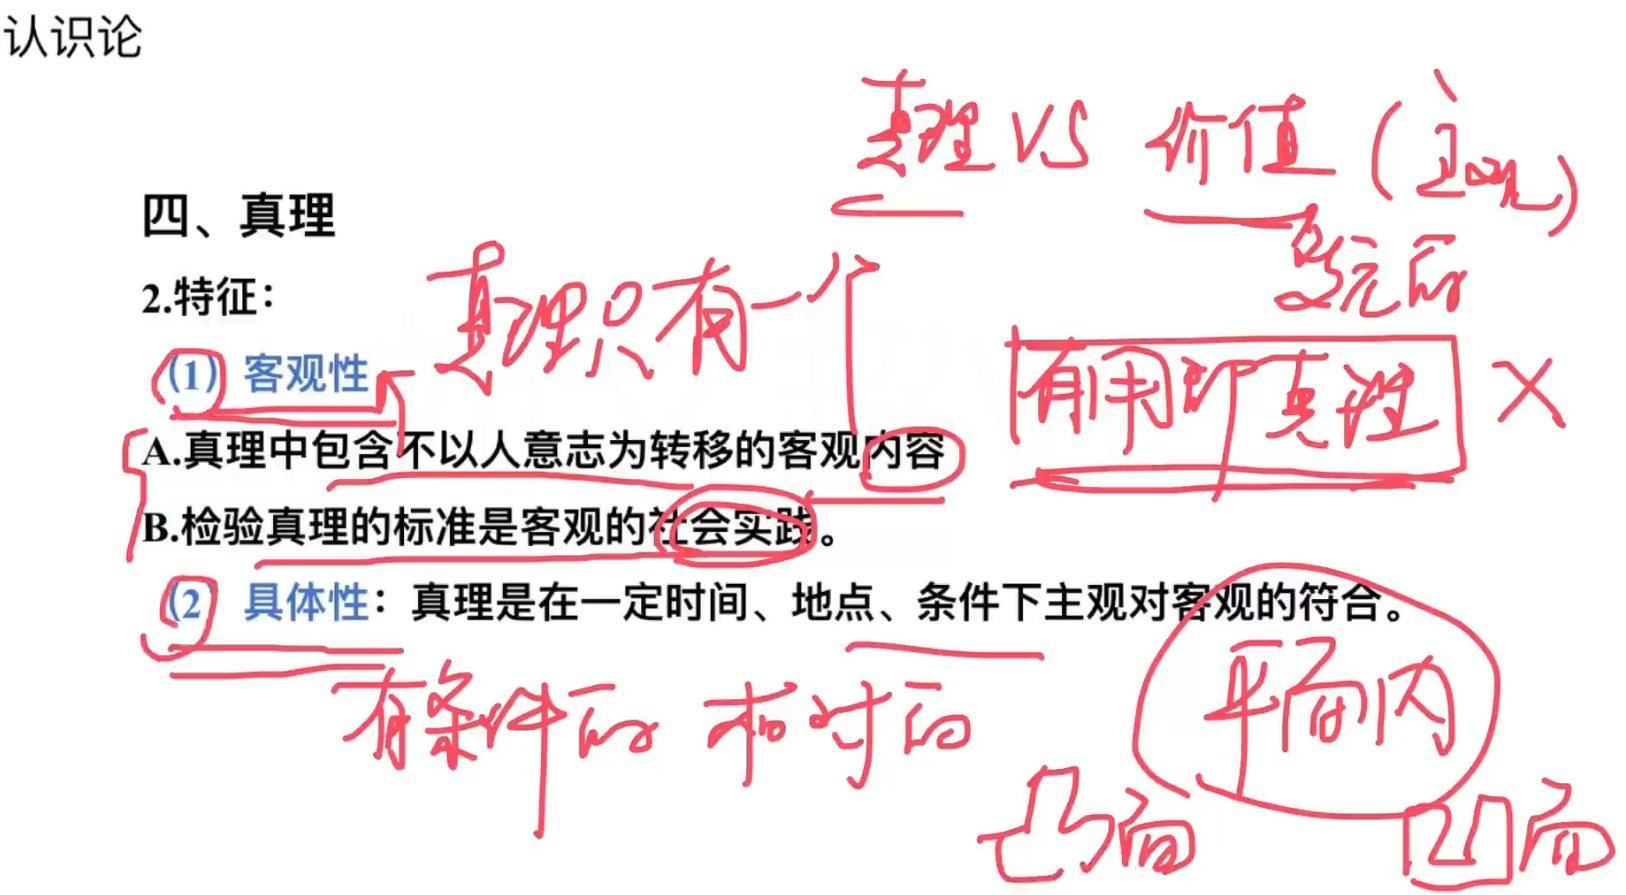 认识论
真理 VS 价值（主观）
多元的
四、真理
2.特征：
真理只有一个
(1) 客观性
有用即真理 ×
A.真理中包含不以人意志为转移的客观内容
B.检验真理的标准是客观的社会实践。
(2 具体性：真理是在一定时间、地点、条件下主观对客观的符合。
有条件的 相对的
平面内
凸面 凹面